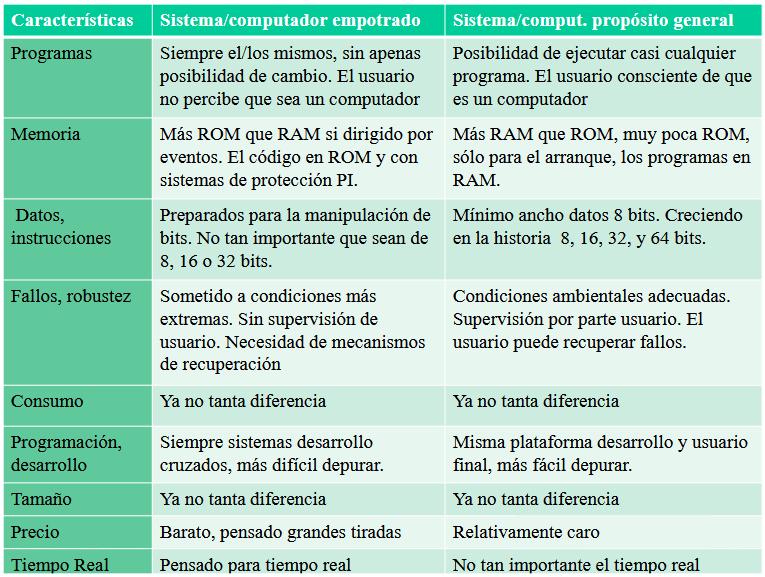 Características
Sistema/computador empotrado
Sistema/comput. propósito general
Programas
Siempre el/los mismos, sin apenas
posibilidad de cambio. El usuario
no percibe que sea un computador
Posibilidad de ejecutar casi cualquier
programa. El usuario consciente de que
es un computador
Memoria
Más ROM que RAM si dirigido por
eventos. El código en ROM y con
sistemas de protección PI.
Más RAM que ROM, muy poca ROM,
sólo para el arranque, los programas en
RAM.
Datos,
instrucciones
Preparados para la manipulación de
bits. No tan importante que sean de
8, 16 o 32 bits.
Mínimo ancho datos 8 bits. Creciendo
en la historia 8, 16, 32, y 64 bits.
Fallos, robustez
Sometido a condiciones más
extremas. Sin supervisión de
usuario. Necesidad de mecanismos
de recuperación
Condiciones ambientales adecuadas.
Supervisión por parte usuario. El
usuario puede recuperar fallos.
Consumo
Ya no tanta diferencia
Ya no tanta diferencia
Programación,
desarrollo
Siempre sistemas desarrollo
cruzados, más difícil depurar.
Misma plataforma desarrollo y usuario
final, más fácil depurar.
Tamaño
Ya no tanta diferencia
Ya no tanta diferencia
Precio
Barato, pensado grandes tiradas
Relativamente caro
Tiempo Real
Pensado para tiempo real
No tan importante el tiempo real